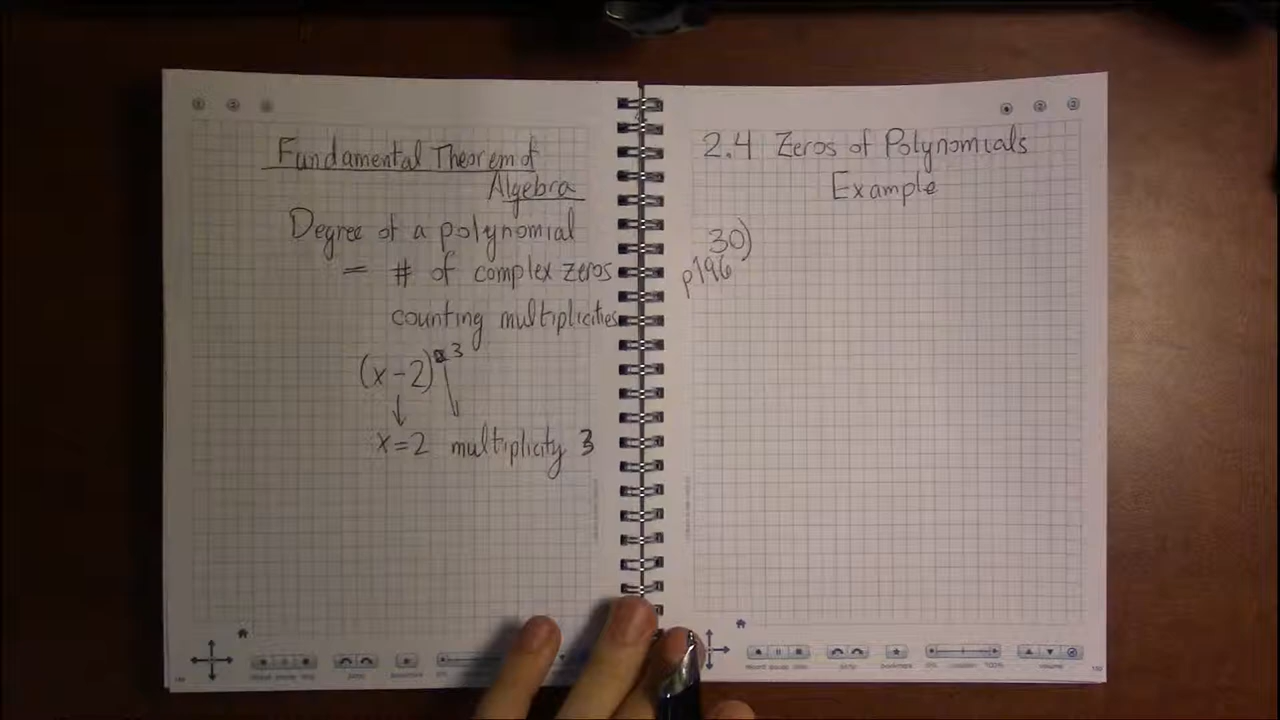 Fundamental Theorem of
Algebra
Degree of a polynomial
= # of complex zeros
counting multiplicities
(x-2)³
x=2 multiplicity 3
2.4 Zeros of Polynomials
Example
30)
p196